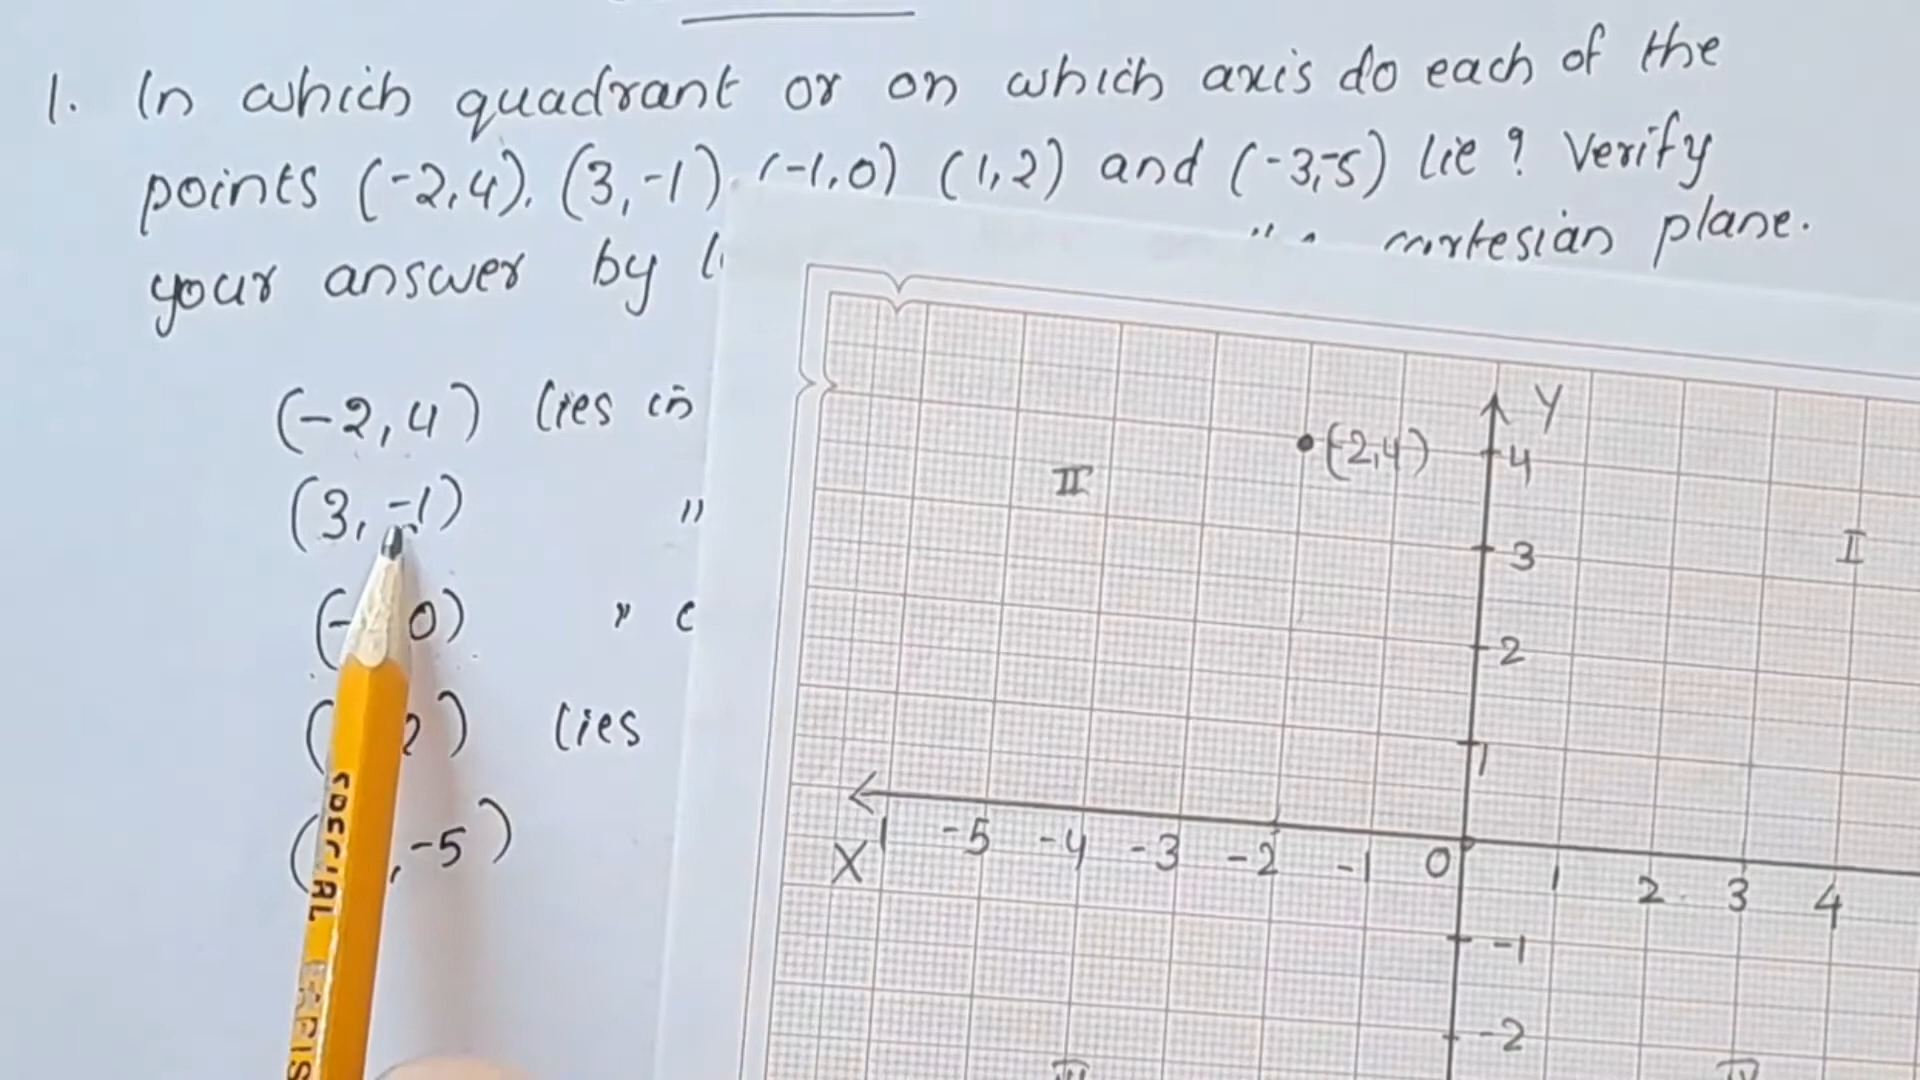 1. In which quadrant or on which axis do each of the
points (-2,4), (3,-1), (-1,0) (1,2) and (-3,-5) lie ? Verify
your answer by
cartesian plane.
(-2,4) lies in
(3,-1) "
0) "
2) lies
,-5)
Y
(-2,4) 4
II
3 I
2
1
X' -5 -4 -3 -2 -1 0 1 2 3 4
-1
-2
III IV
SPECIAL